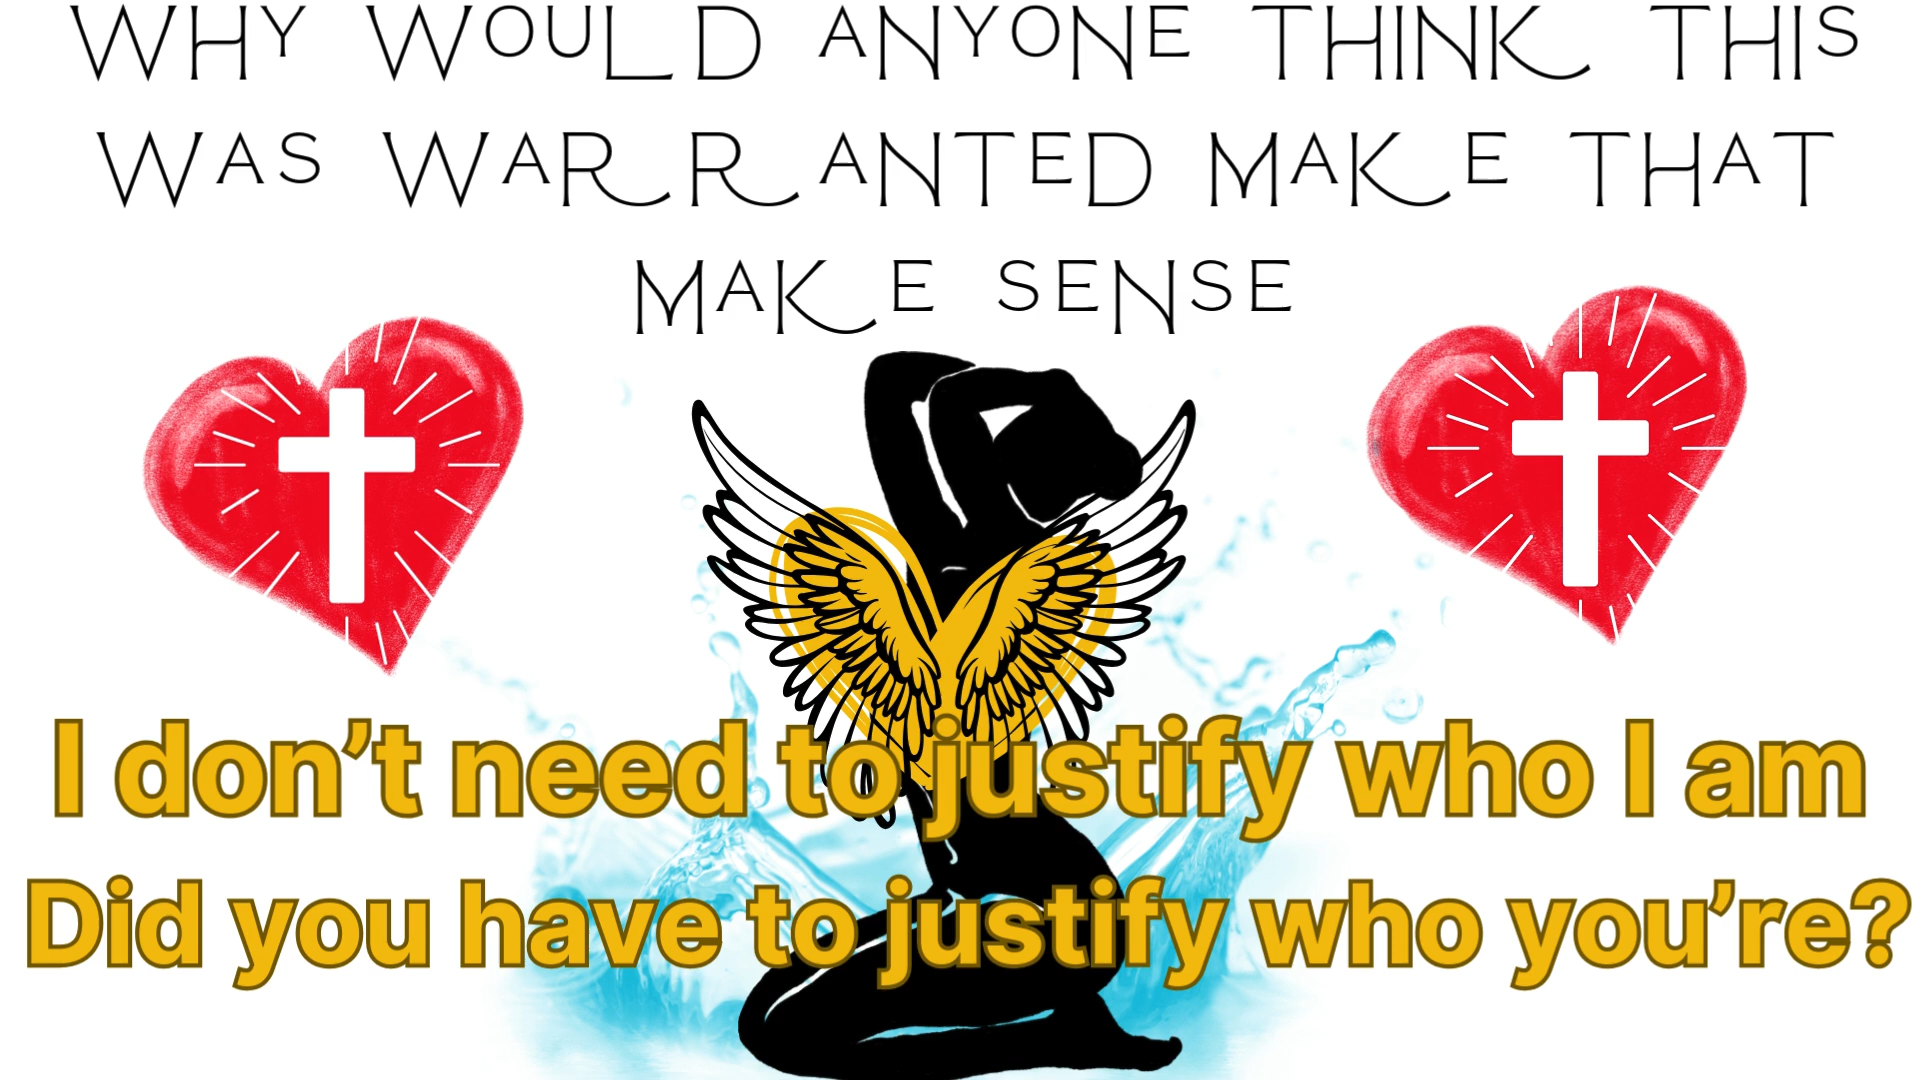 WHY WOULD ANYONE THINK THIS
WAS WARRANTED MAKE THAT
MAKE SENSE
I don’t need to justify who I am
Did you have to justify who you’re?